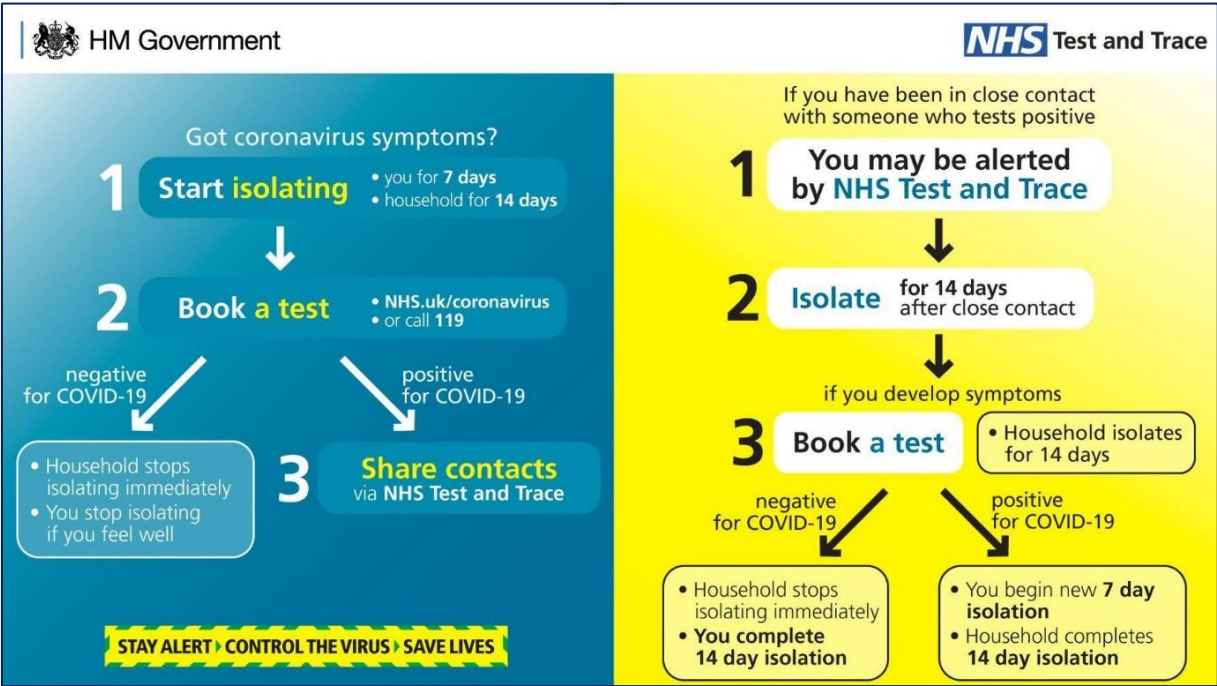 HM Government
NHS Test and Trace
Got coronavirus symptoms?
1
Start isolating
• you for 7 days
• household for 14 days
2
Book a test
• NHS.uk/coronavirus
• or call 119
negative
for COVID-19
positive
for COVID-19
• Household stops
isolating immediately
• You stop isolating
if you feel well
3
Share contacts
via NHS Test and Trace
STAY ALERT CONTROL THE VIRUS SAVE LIVES
If you have been in close contact
with someone who tests positive
1
You may be alerted
by NHS Test and Trace
2
Isolate
for 14 days
after close contact
if you develop symptoms
3
Book a test
• Household isolates
for 14 days
negative
for COVID-19
positive
for COVID-19
• Household stops
isolating immediately
• You complete
14 day isolation
• You begin new 7 day
isolation
• Household completes
14 day isolation